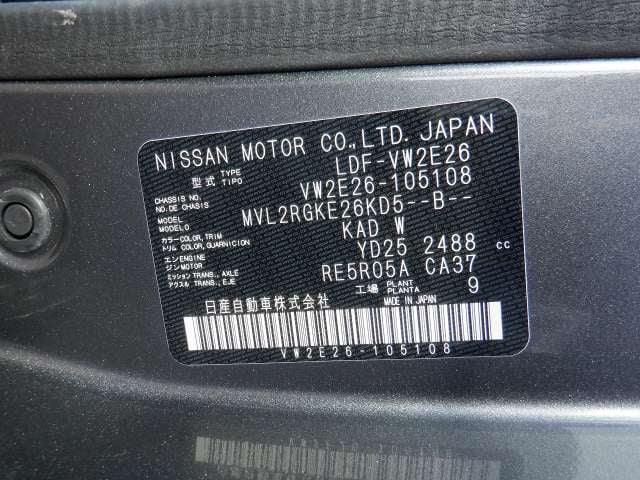 NISSAN MOTOR CO.,LTD. JAPAN
型式 TYPE TIPO LDF-VW2E26
CHASSIS NO. NO.DE CHASSIS VW2E26-105108
MODEL MODELO MVL2RGKE26KD5--B--
カラー COLOR, TRIM トリム COLOR, GUARNICION KAD W
エンジン ENGINE MOTOR YD25 2488 cc
ミッション TRANS., AXLE アクスル TRANS., EJE RE5R05A CA37
工場 PLANT PLANTA 9
日産自動車株式会社 MADE IN JAPAN
VW2E26-105108